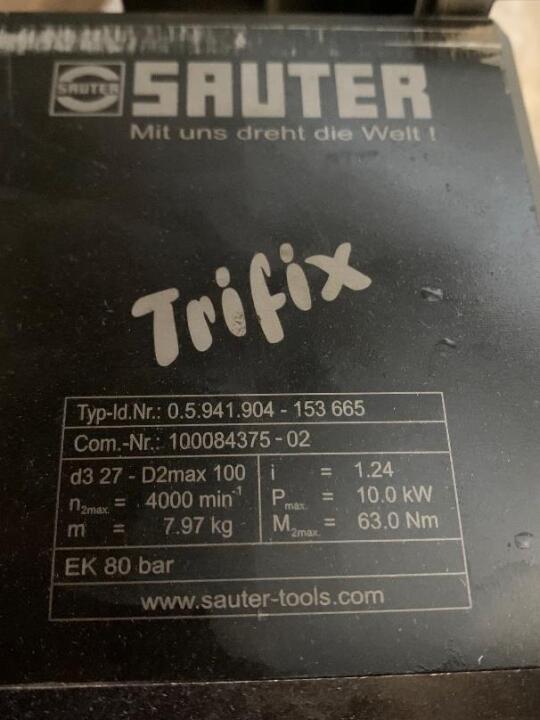 SAUTER SAUTER
Mit uns dreht die Welt !
Trifix
Typ-Id.Nr.: 0.5.941.904 - 153 665
Com.-Nr.: 100084375 - 02
d3 27 - D2max 100 i = 1.24
n2max. = 4000 min-1 Pmax. = 10.0 kW
m = 7.97 kg M2max. = 63.0 Nm
EK 80 bar
www.sauter-tools.com